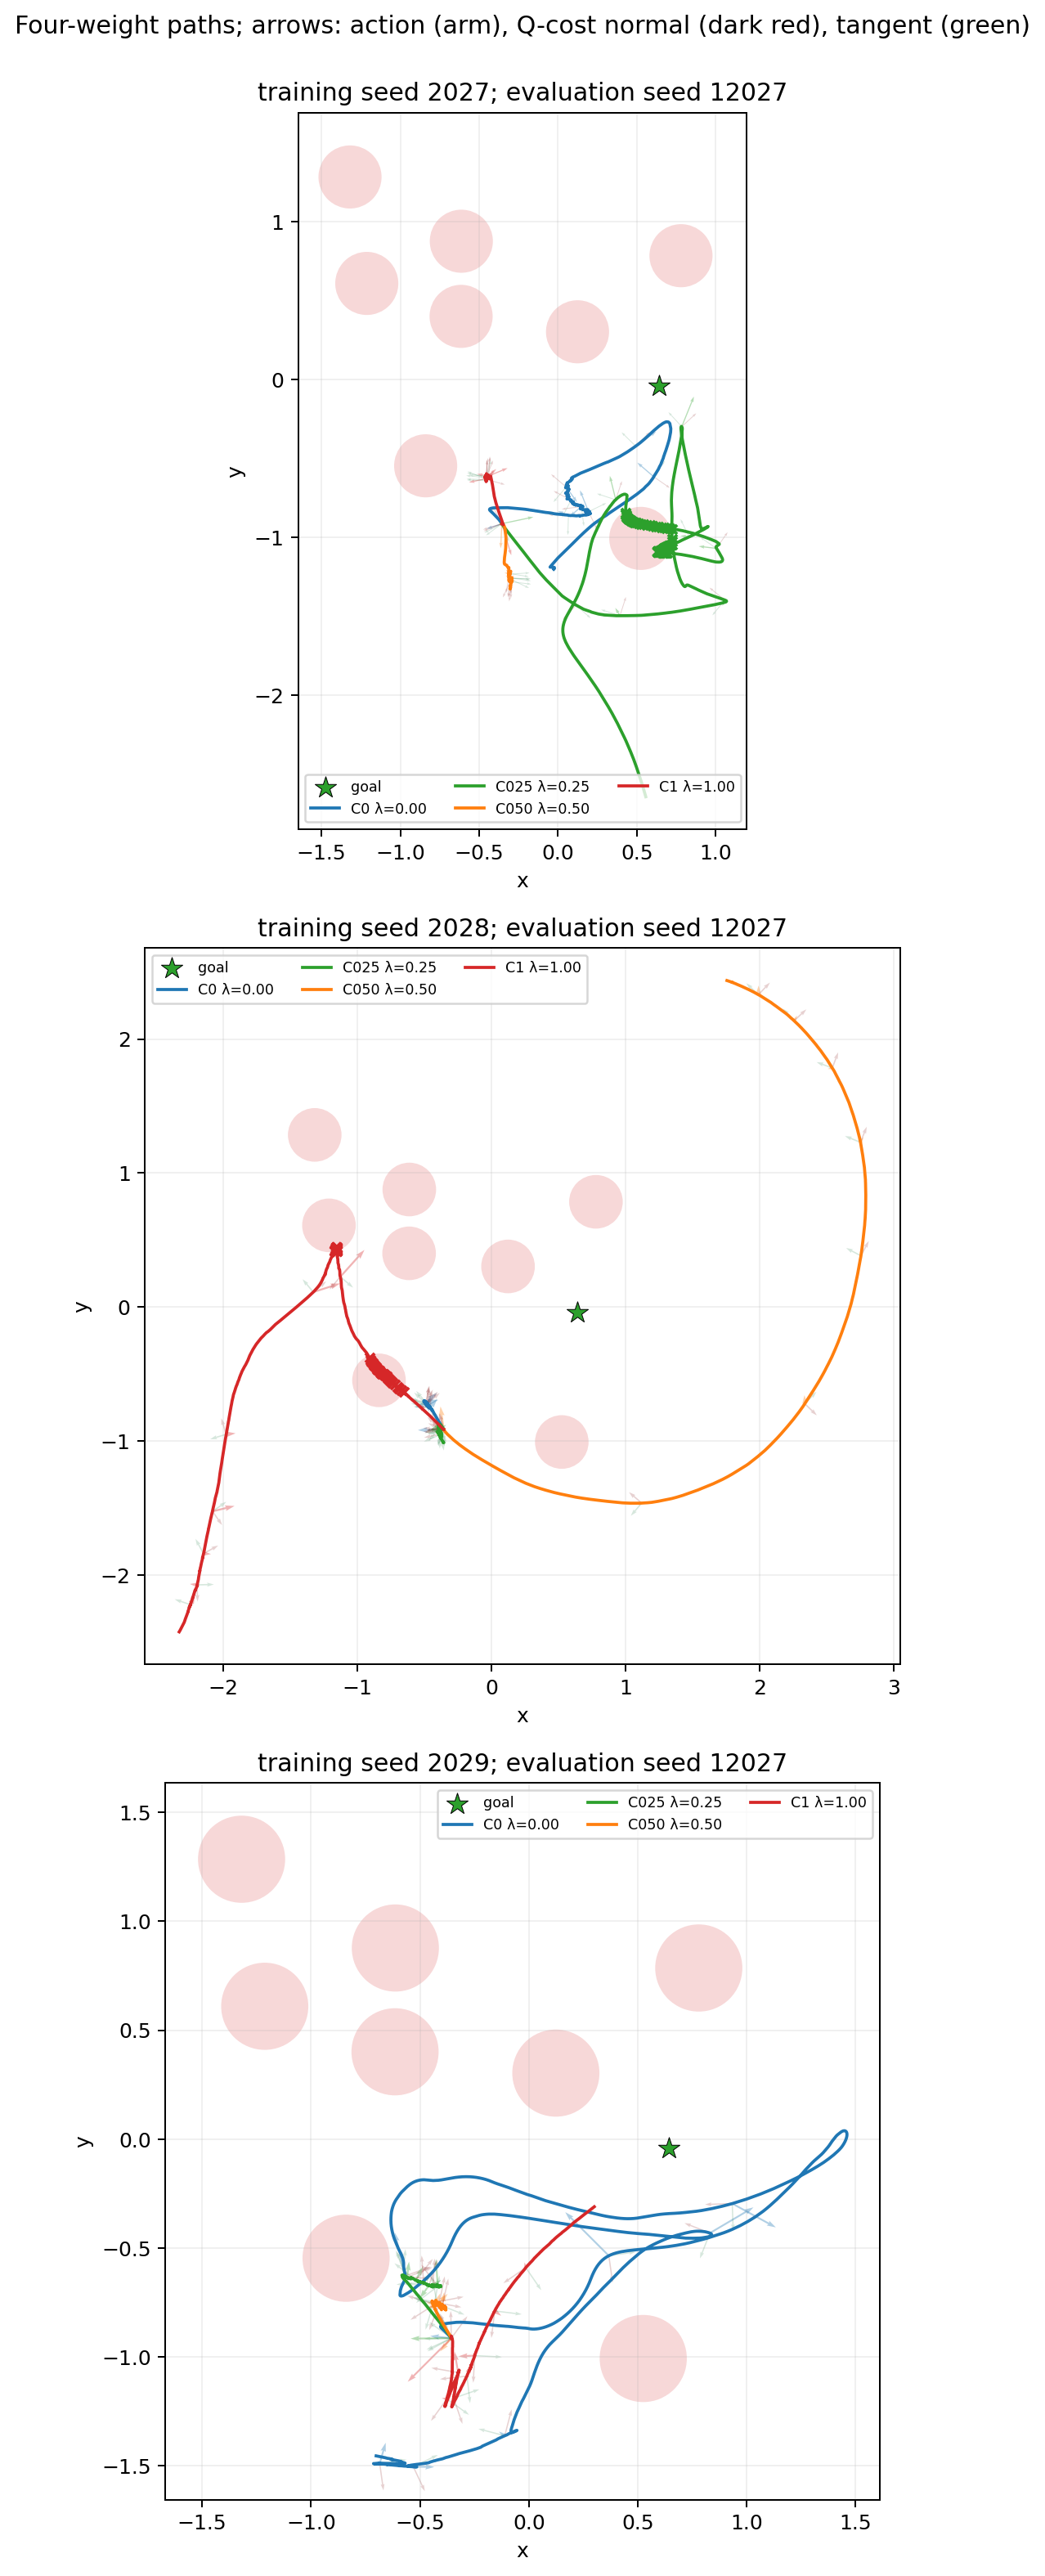 Four-weight paths; arrows: action (arm), Q-cost normal (dark red), tangent (green)
training seed 2027; evaluation seed 12027
1
0
−1
−2
y
goal
C0 λ=0.00
C025 λ=0.25
C050 λ=0.50
C1 λ=1.00
−1.5 −1.0 −0.5 0.0 0.5 1.0
x
training seed 2028; evaluation seed 12027
goal
C0 λ=0.00
C025 λ=0.25
C050 λ=0.50
C1 λ=1.00
2
1
0
−1
−2
y
−2 −1 0 1 2 3
x
training seed 2029; evaluation seed 12027
goal
C0 λ=0.00
C025 λ=0.25
C050 λ=0.50
C1 λ=1.00
1.5
1.0
0.5
0.0
−0.5
−1.0
−1.5
y
−1.5 −1.0 −0.5 0.0 0.5 1.0 1.5
x